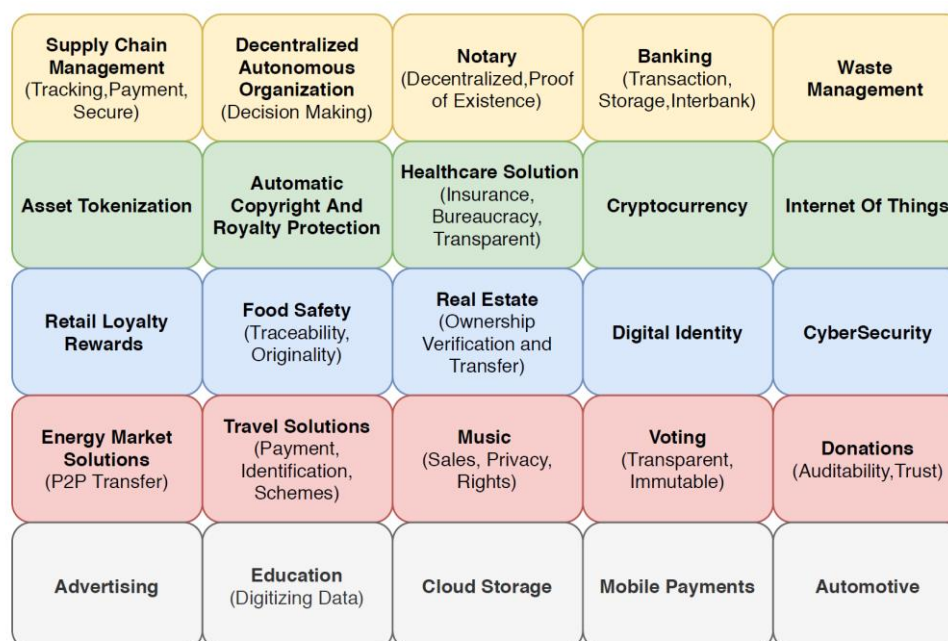 Supply Chain
Management
(Tracking,Payment,
Secure)
Decentralized
Autonomous
Organization
(Decision Making)
Notary
(Decentralized,Proof
of Existence)
Banking
(Transaction,
Storage,Interbank)
Waste
Management
Asset Tokenization
Automatic
Copyright And
Royalty Protection
Healthcare Solution
(Insurance,
Bureaucracy,
Transparent)
Cryptocurrency
Internet Of Things
Retail Loyalty
Rewards
Food Safety
(Traceability,
Originality)
Real Estate
(Ownership
Verification and
Transfer)
Digital Identity
CyberSecurity
Energy Market
Solutions
(P2P Transfer)
Travel Solutions
(Payment,
Identification,
Schemes)
Music
(Sales, Privacy,
Rights)
Voting
(Transparent,
Immutable)
Donations
(Auditability,Trust)
Advertising
Education
(Digitizing Data)
Cloud Storage
Mobile Payments
Automotive